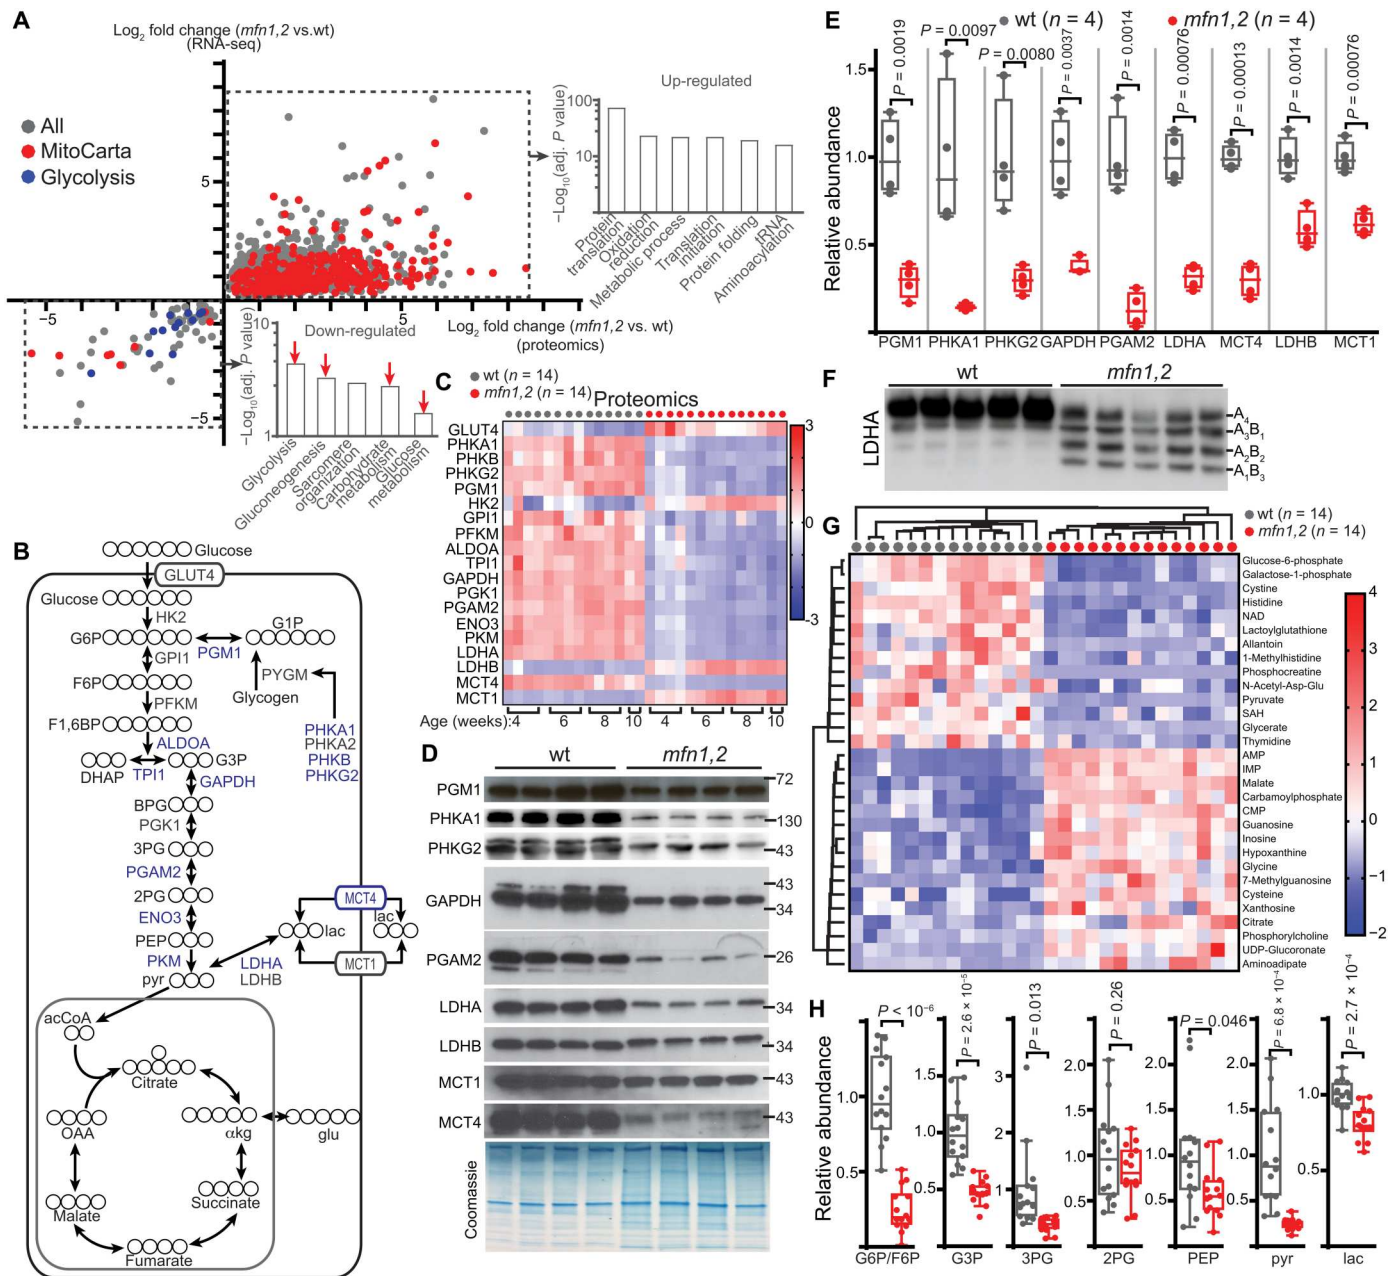 A
Log2 fold change (mfn1,2 vs.wt)
(RNA-seq)
All
MitoCarta
Glycolysis
5
−5
5
−5
Log2 fold change (mfn1,2 vs. wt)
(proteomics)
Up-regulated
−Log10(adj. P value)
100
10
Protein translation
Oxidation reduction
Metabolic process
Translation initiation
Protein folding
tRNA Aminoacylation
Down-regulated
−Log10(adj. P value)
10
1
Glycolysis
Gluconeogenesis
Sarcomere organization
Carbohydrate metabolism
Glucose metabolism
B
Glucose
GLUT4
Glucose
HK2
G6P
PGM1
G1P
GPI1
PYGM
F6P
Glycogen
PFKM
F1,6BP
PHKA1
PHKA2
PHKB
PHKG2
ALDOA
DHAP
TPI1
G3P
GAPDH
BPG
PGK1
3PG
PGAM2
2PG
ENO3
PEP
PKM
pyr
LDHA
LDHB
MCT4
lac
lac
MCT1
acCoA
Citrate
OAA
αkg
glu
Malate
Succinate
Fumarate
C
wt (n = 14)
mfn1,2 (n = 14)
Proteomics
GLUT4
PHKA1
PHKB
PHKG2
PGM1
HK2
GPI1
PFKM
ALDOA
TPI1
GAPDH
PGK1
PGAM2
ENO3
PKM
LDHA
LDHB
MCT4
MCT1
3
0
-3
Age (weeks):4 6 8 10 4 6 8 10
D
wt mfn1,2
PGM1 72
PHKA1 130
PHKG2 43
GAPDH 43
34
PGAM2 26
LDHA 34
LDHB 34
MCT1 43
MCT4 43
Coomassie
E
wt (n = 4) mfn1,2 (n = 4)
Relative abundance
1.5
1.0
0.5
P = 0.0019
P = 0.0097
P = 0.0080
P = 0.0037
P = 0.0014
P = 0.00076
P = 0.00013
P = 0.0014
P = 0.00076
PGM1 PHKA1 PHKG2 GAPDH PGAM2 LDHA MCT4 LDHB MCT1
F
wt mfn1,2
LDHA
A4
A3B1
A2B2
A1B3
G
wt (n = 14)
mfn1,2 (n = 14)
Glucose-6-phosphate
Galactose-1-phosphate
Cystine
Histidine
NAD
Lactoylglutathione
Allantoin
1-Methylhistidine
Phosphocreatine
N-Acetyl-Asp-Glu
Pyruvate
SAH
Glycerate
Thymidine
AMP
IMP
Malate
Carbamoylphosphate
CMP
Guanosine
Inosine
Hypoxanthine
Glycine
7-Methylguanosine
Cysteine
Xanthosine
Citrate
Phosphorylcholine
UDP-Glucoronate
Aminoadipate
4
3
2
1
0
−1
−2
H
Relative abundance
P < 10−6
1.0
0.5
G6P/F6P
P = 2.6 × 10−5
1.5
1.0
0.5
G3P
P = 0.013
3
2
1
3PG
P = 0.26
2.0
1.5
1.0
0.5
2PG
P = 0.046
2.0
1.5
1.0
0.5
PEP
P = 6.8 × 10−4
2.0
1.5
1.0
0.5
pyr
P = 2.7 × 10−4
1.0
0.5
lac